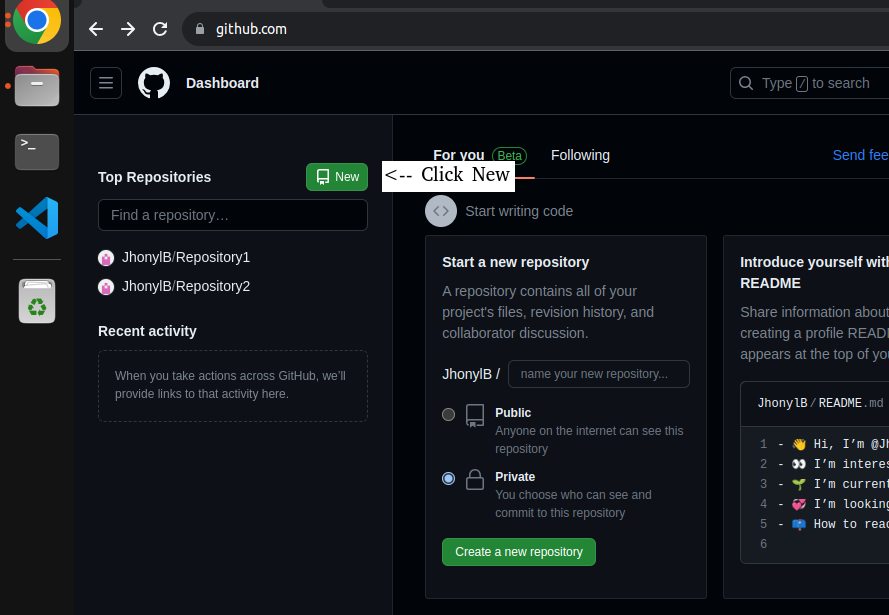 github.com
Dashboard
Type / to search
For you Beta Following Send fee
Top Repositories New <-- Click New
Find a repository…
JhonylB/Repository1
JhonylB/Repository2
Recent activity
When you take actions across GitHub, we'll
provide links to that activity here.
<> Start writing code
Start a new repository
A repository contains all of your
project's files, revision history, and
collaborator discussion.
JhonylB / name your new repository...
Public
Anyone on the internet can see this
repository
Private
You choose who can see and
commit to this repository
Create a new repository
Introduce yourself with
README
Share information about
creating a profile READM
appears at the top of you
JhonylB/README.md
1 - 👋 Hi, I'm @Jh
2 - 👀 I'm interes
3 - 🌱 I'm current
4 - 💞️ I'm looking
5 - 📫 How to reac
6
>_